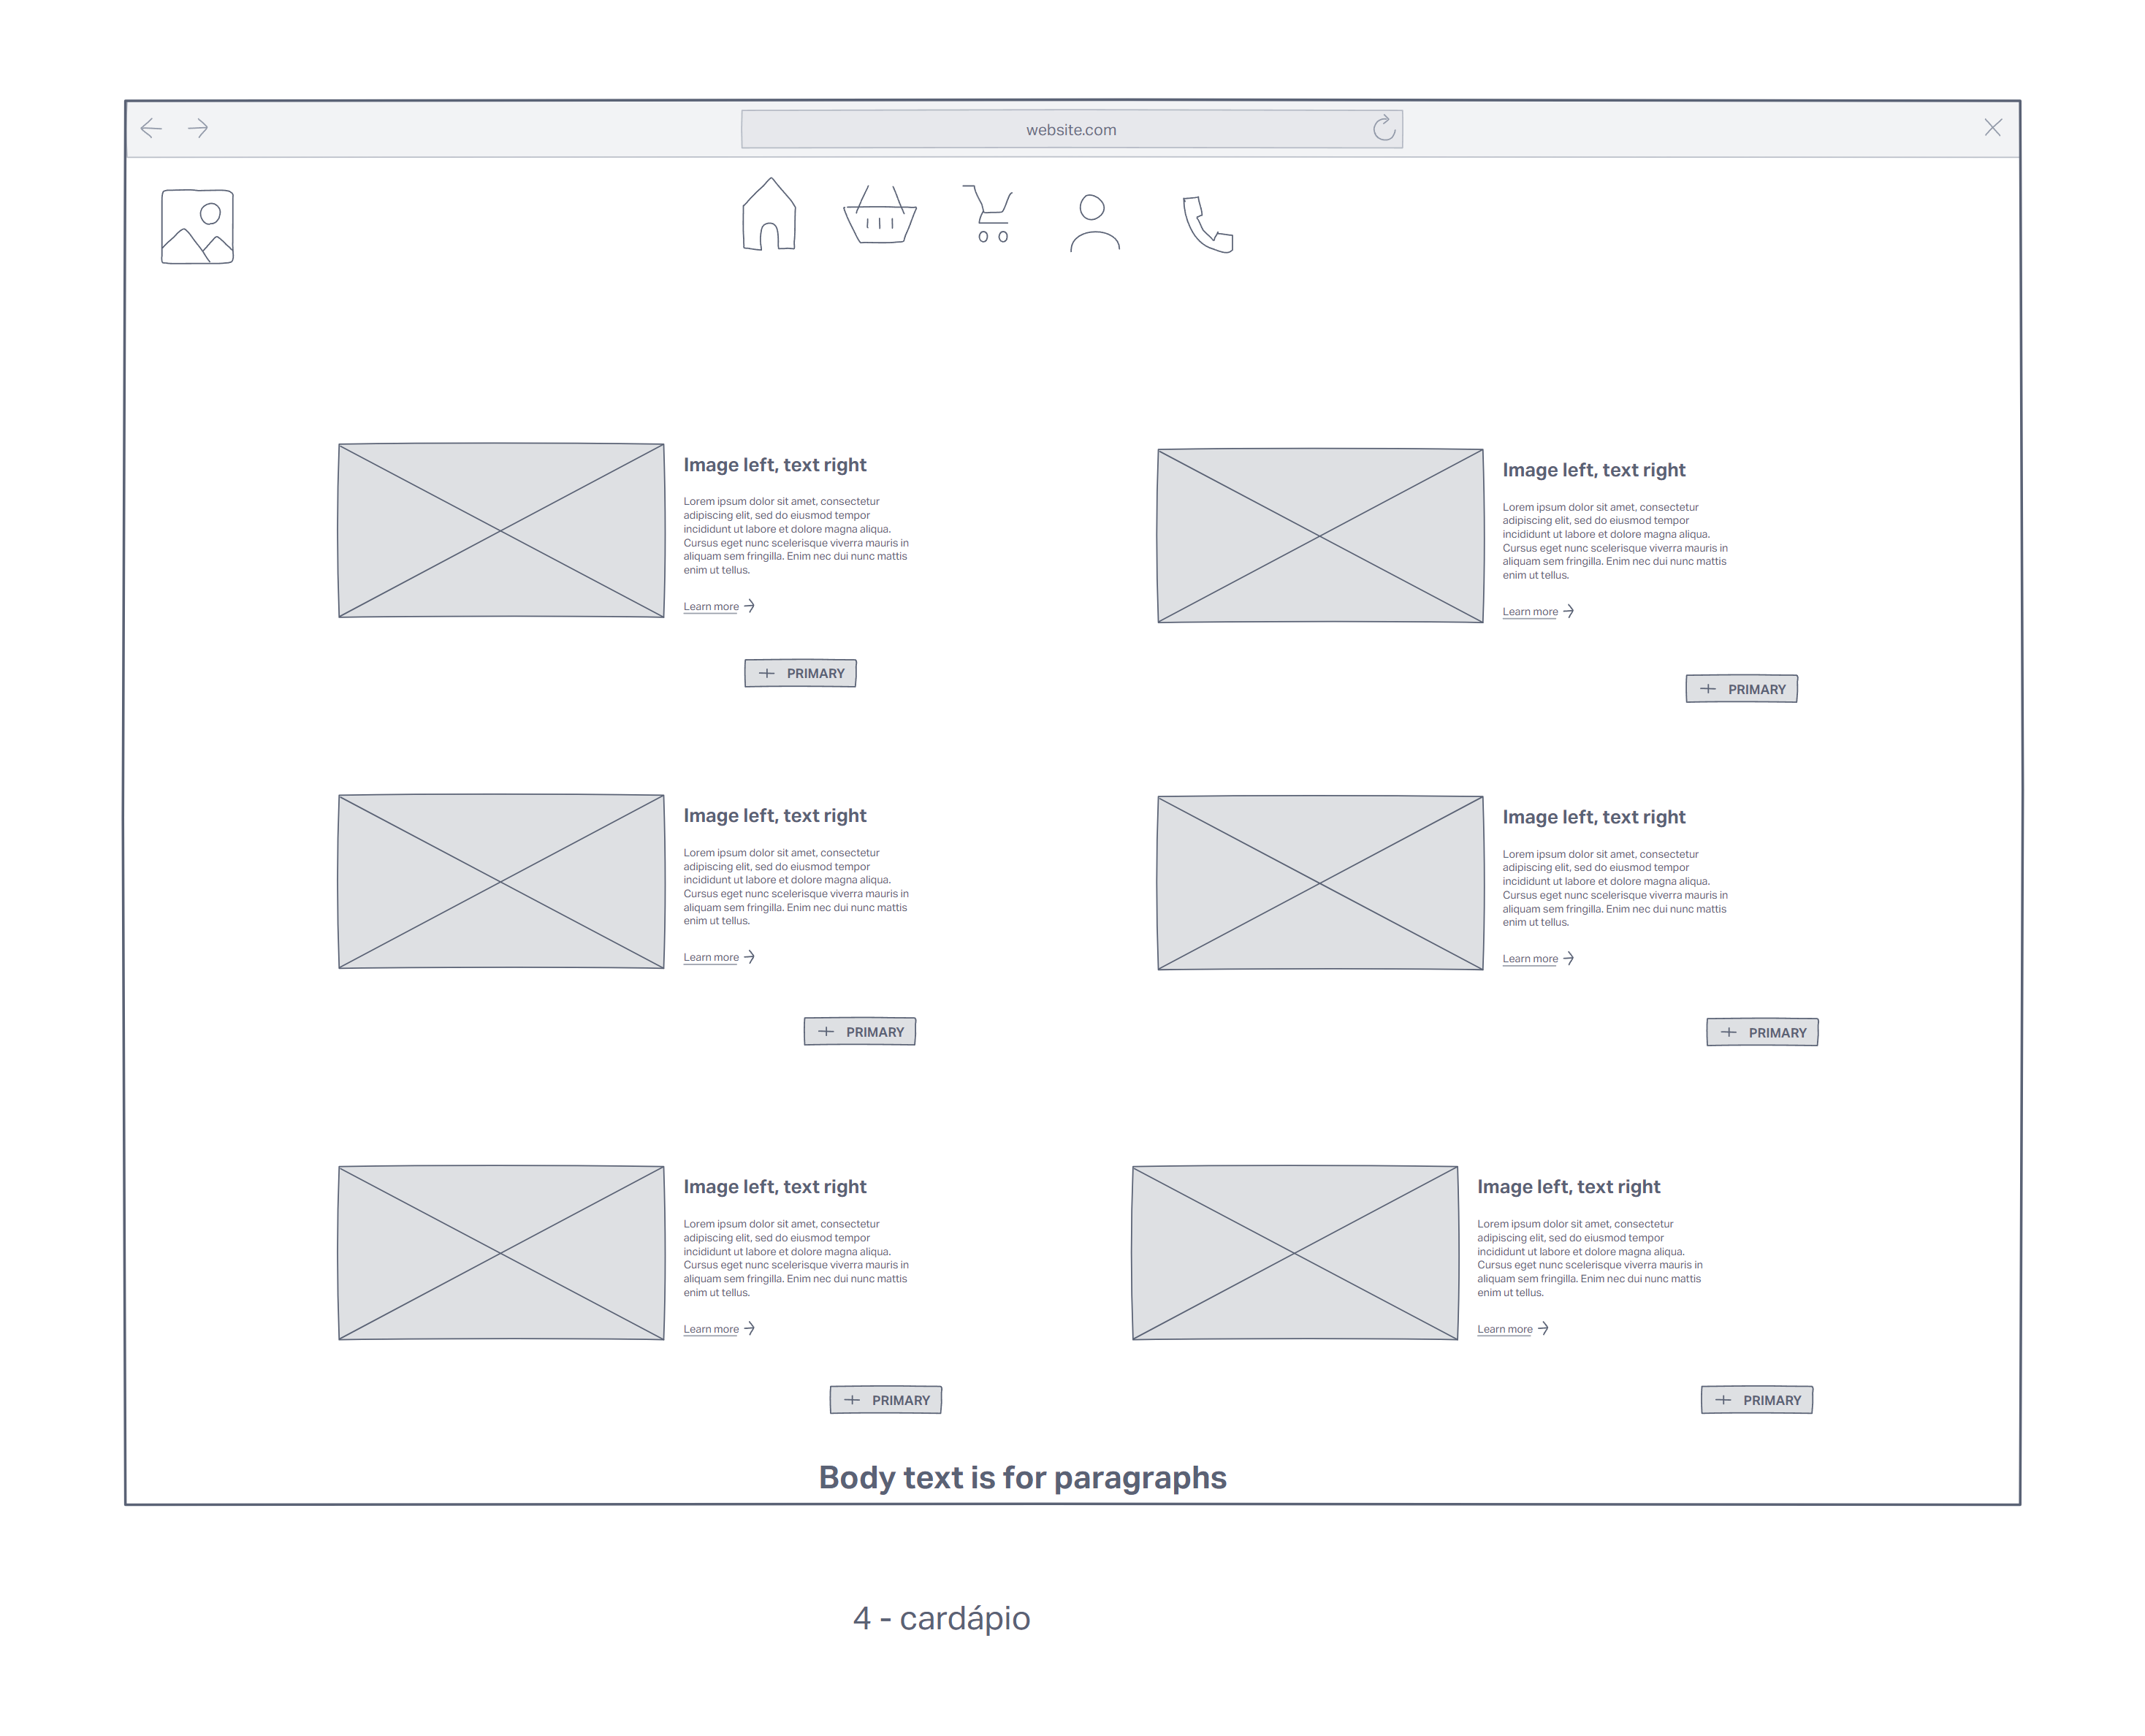 website.com
Image left, text right
Lorem ipsum dolor sit amet, consectetur
adipiscing elit, sed do eiusmod tempor
incididunt ut labore et dolore magna aliqua.
Cursus eget nunc scelerisque viverra mauris in
aliquam sem fringilla. Enim nec dui nunc mattis
enim ut tellus.
Learn more
PRIMARY
Image left, text right
Lorem ipsum dolor sit amet, consectetur
adipiscing elit, sed do eiusmod tempor
incididunt ut labore et dolore magna aliqua.
Cursus eget nunc scelerisque viverra mauris in
aliquam sem fringilla. Enim nec dui nunc mattis
enim ut tellus.
Learn more
PRIMARY
Image left, text right
Lorem ipsum dolor sit amet, consectetur
adipiscing elit, sed do eiusmod tempor
incididunt ut labore et dolore magna aliqua.
Cursus eget nunc scelerisque viverra mauris in
aliquam sem fringilla. Enim nec dui nunc mattis
enim ut tellus.
Learn more
PRIMARY
Image left, text right
Lorem ipsum dolor sit amet, consectetur
adipiscing elit, sed do eiusmod tempor
incididunt ut labore et dolore magna aliqua.
Cursus eget nunc scelerisque viverra mauris in
aliquam sem fringilla. Enim nec dui nunc mattis
enim ut tellus.
Learn more
PRIMARY
Image left, text right
Lorem ipsum dolor sit amet, consectetur
adipiscing elit, sed do eiusmod tempor
incididunt ut labore et dolore magna aliqua.
Cursus eget nunc scelerisque viverra mauris in
aliquam sem fringilla. Enim nec dui nunc mattis
enim ut tellus.
Learn more
PRIMARY
Image left, text right
Lorem ipsum dolor sit amet, consectetur
adipiscing elit, sed do eiusmod tempor
incididunt ut labore et dolore magna aliqua.
Cursus eget nunc scelerisque viverra mauris in
aliquam sem fringilla. Enim nec dui nunc mattis
enim ut tellus.
Learn more
PRIMARY
Body text is for paragraphs
4 - cardápio